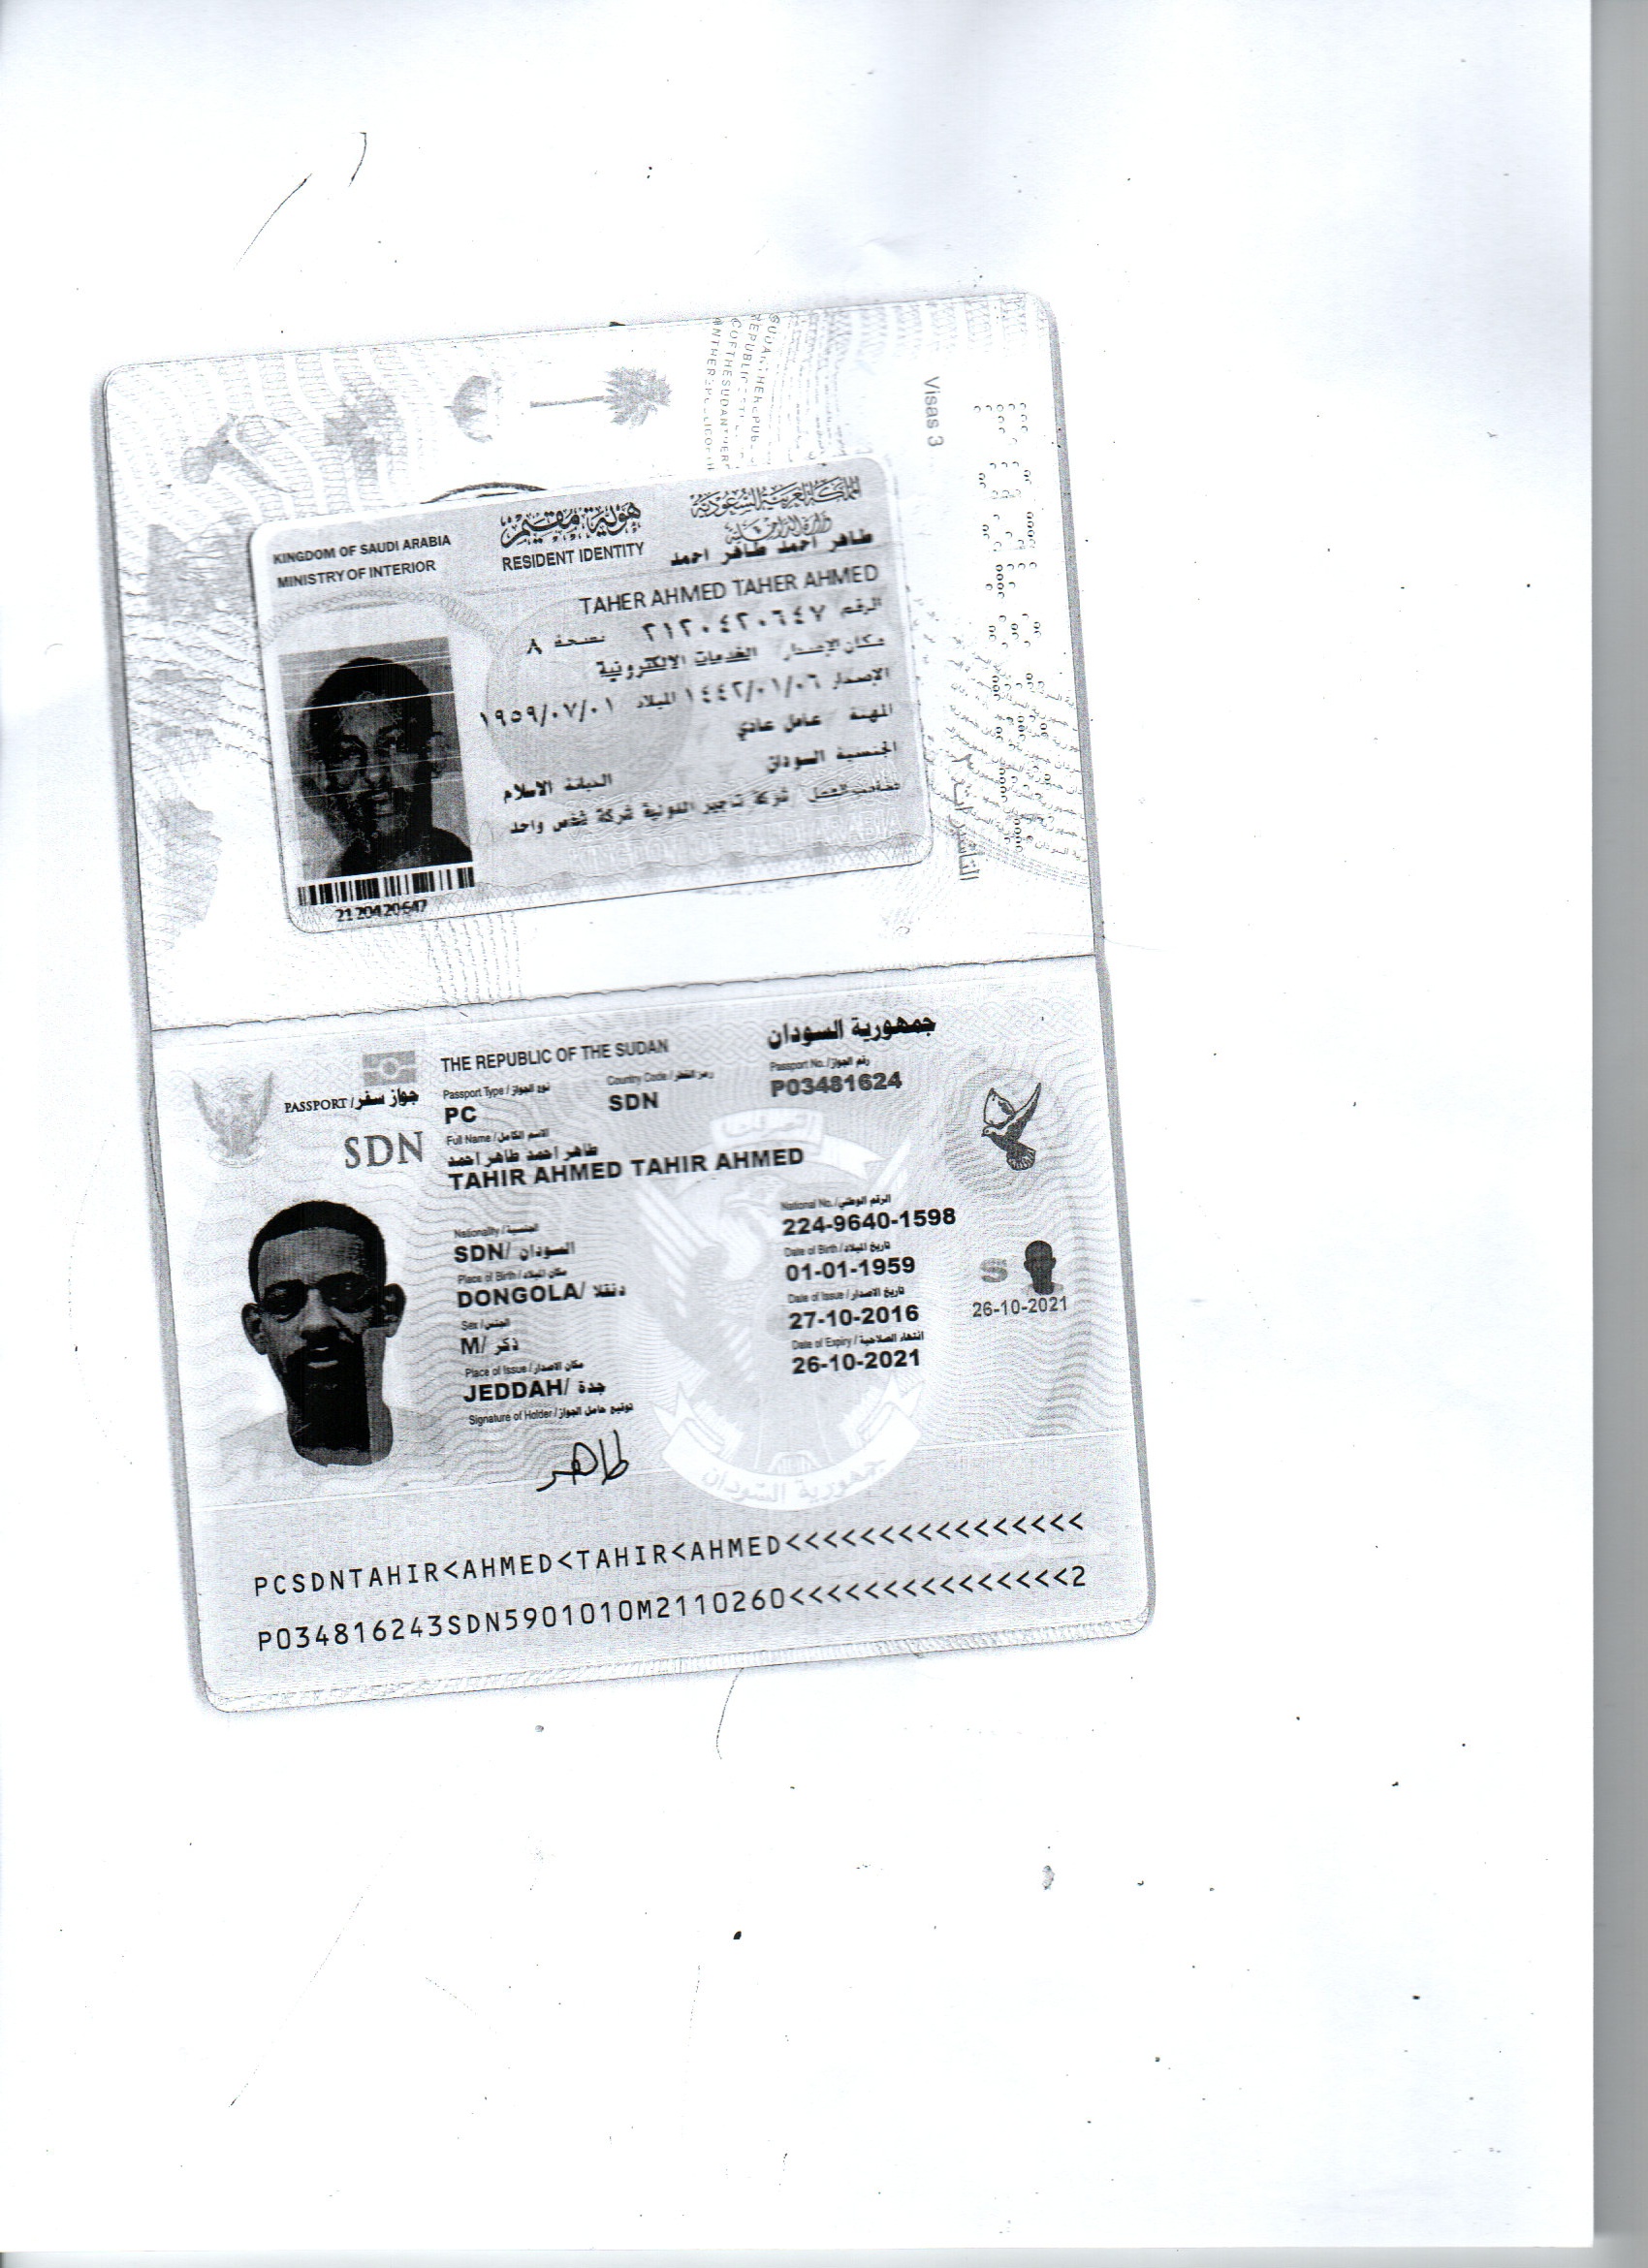 Visas 3
التأشيرات
KINGDOM OF SAUDI ARABIA
MINISTRY OF INTERIOR
هوية مقيم
RESIDENT IDENTITY
المملكة العربية السعودية
وزارة الداخلية
طاهر احمد طاهر احمد
TAHER AHMED TAHER AHMED
الرقم ٢١٢٠٤٢٠٦٤٧ نسخة ٨
مكان الإصدار الخدمات الالكترونية
الإصدار ١٤٤٢/٠١/٠٦ الميلاد ١٩٥٩/٠٧/٠١
المهنة عامل عادي
الجنسية السودان الديانة الاسلام
صاحب العمل شركة الدولية شركة شخص واحد
KINGDOM OF SAUDI ARABIA
2120420647
جمهورية السودان
THE REPUBLIC OF THE SUDAN
PASSPORT/جواز سفر
SDN
Passport Type/نوع الجواز
PC
Country Code/رمز القطر
SDN
Passport No./رقم الجواز
P03481624
Full Name/الاسم الكامل
طاهر احمد طاهر احمد
TAHIR AHMED TAHIR AHMED
National No./الرقم الوطني
224-9640-1598
Nationality/الجنسية
SDN/ السودان
Date of Birth/تاريخ الميلاد
01-01-1959
Place of Birth/مكان الميلاد
DONGOLA/ دنقلا
Date of Issue/تاريخ الاصدار
27-10-2016
Sex/الجنس
M/ ذكر
Date of Expiry/انتهاء الصلاحية
26-10-2021
Place of Issue/مكان الاصدار
JEDDAH/ جدة
Signature of Holder/توقيع حامل الجواز
طاهر
S
26-10-2021
النصر لنا
جمهورية السودان
PCSDNTAHIR<AHMED<TAHIR<AHMED<<<<<<<<<<<<<<<<
P034816243SDN5901010M2110260<<<<<<<<<<<<<<<2